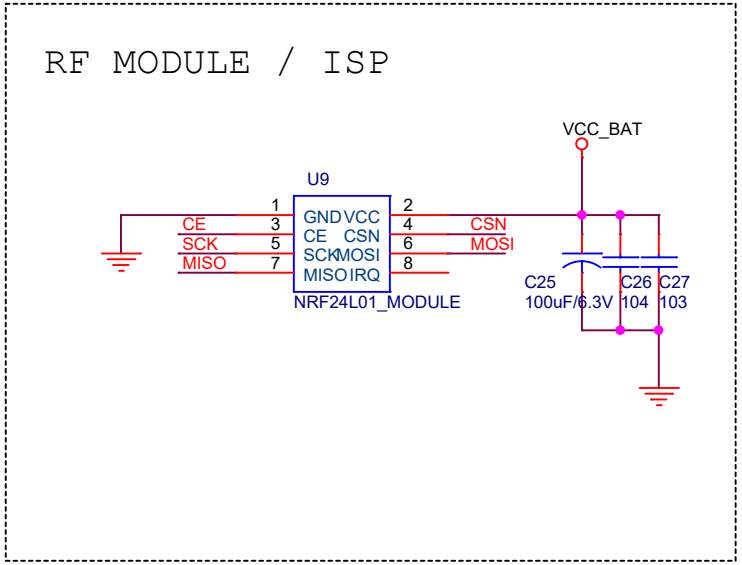 RF MODULE / ISP
VCC_BAT
U9
1 GND VCC 2
CE 3 CE CSN 4 CSN
SCK 5 SCK MOSI 6 MOSI
MISO 7 MISO IRQ 8
NRF24L01_MODULE
C25 C26 C27
100uF/6.3V 104 103